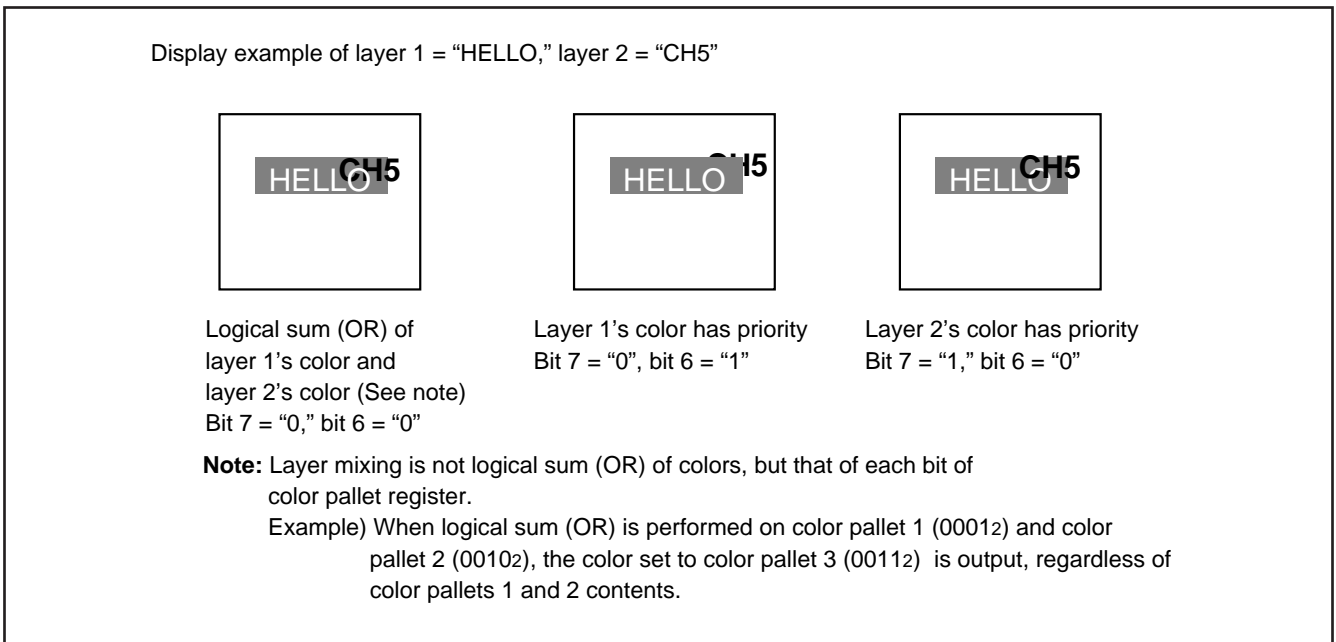 Display example of layer 1 = “HELLO,” layer 2 = “CH5”
HELLO CH5
HELLO H5
HELLO CH5
Logical sum (OR) of
layer 1's color and
layer 2's color (See note)
Bit 7 = “0,” bit 6 = “0”
Layer 1's color has priority
Bit 7 = “0”, bit 6 = “1”
Layer 2's color has priority
Bit 7 = “1,” bit 6 = “0”
Note: Layer mixing is not logical sum (OR) of colors, but that of each bit of
color pallet register.
Example) When logical sum (OR) is performed on color pallet 1 (00012) and color
pallet 2 (00102), the color set to color pallet 3 (00112) is output, regardless of
color pallets 1 and 2 contents.